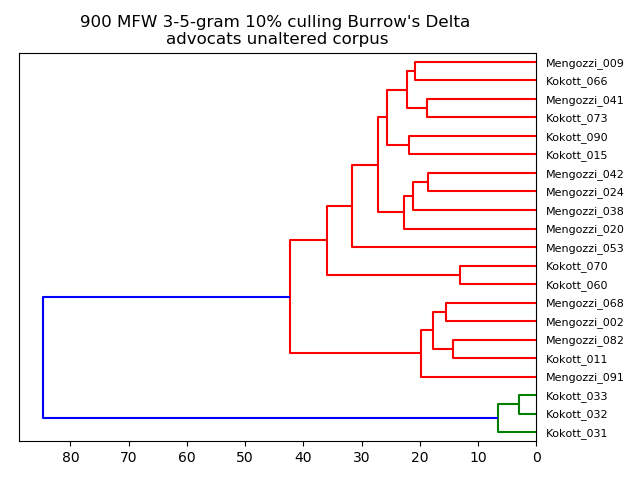 900 MFW 3-5-gram 10% culling Burrow's Delta
advocats unaltered corpus
Mengozzi_009
Kokott_066
Mengozzi_041
Kokott_073
Kokott_090
Kokott_015
Mengozzi_042
Mengozzi_024
Mengozzi_038
Mengozzi_020
Mengozzi_053
Kokott_070
Kokott_060
Mengozzi_068
Mengozzi_002
Mengozzi_082
Kokott_011
Mengozzi_091
Kokott_033
Kokott_032
Kokott_031
80 70 60 50 40 30 20 10 0